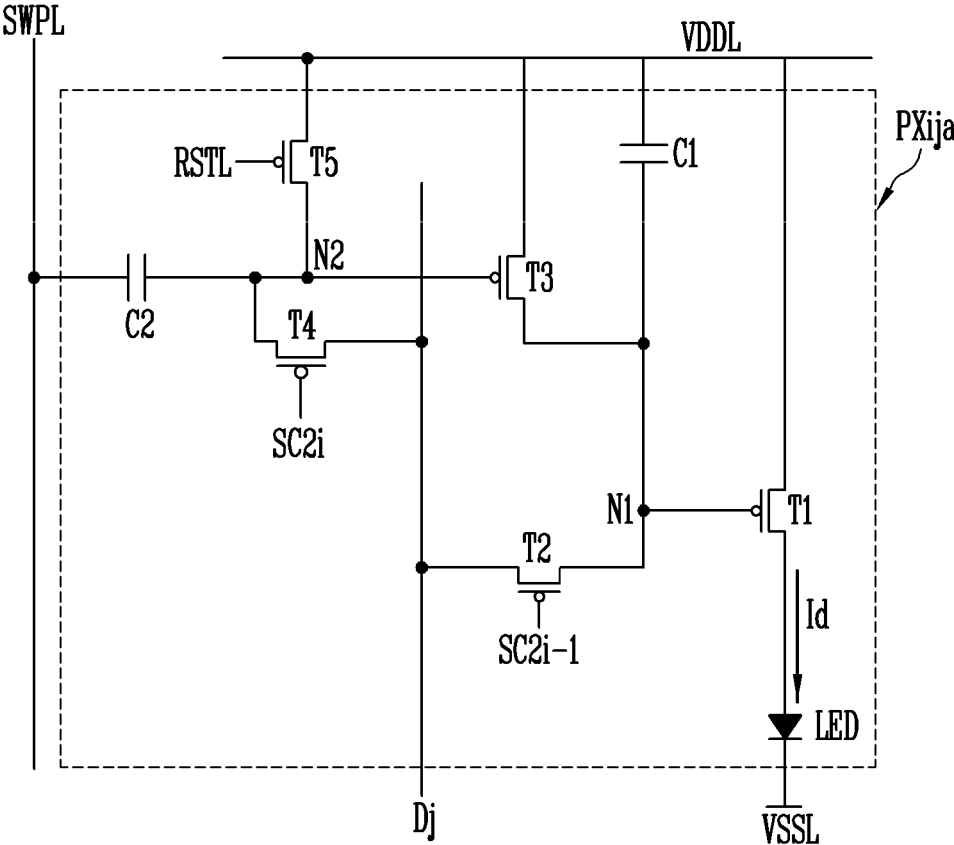 SWPL
VDDL
PXija
RSTL
T5
C1
N2
T3
C2
T4
SC2i
N1
T1
T2
Id
SC2i-1
LED
Dj
VSSL